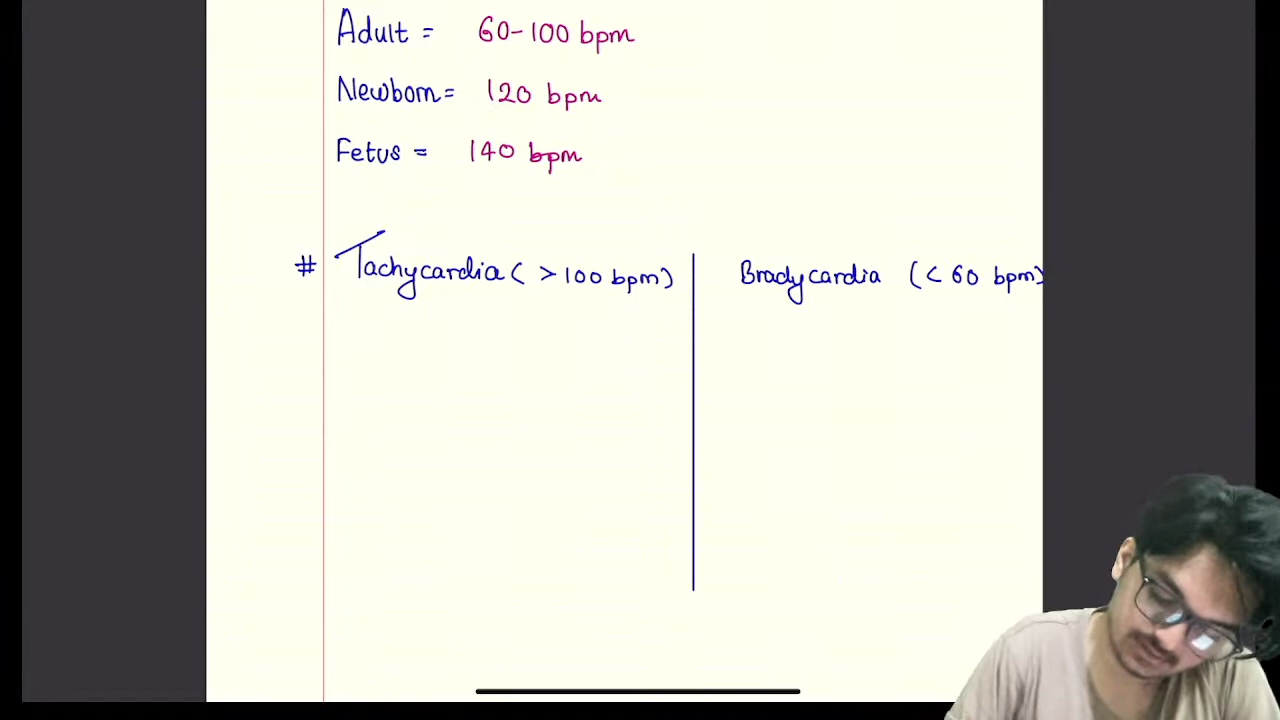 Adult = 60-100 bpm
Newborn= 120 bpm
Fetus = 140 bpm
# Tachycardia ( > 100 bpm)
Bradycardia (< 60 bpm)